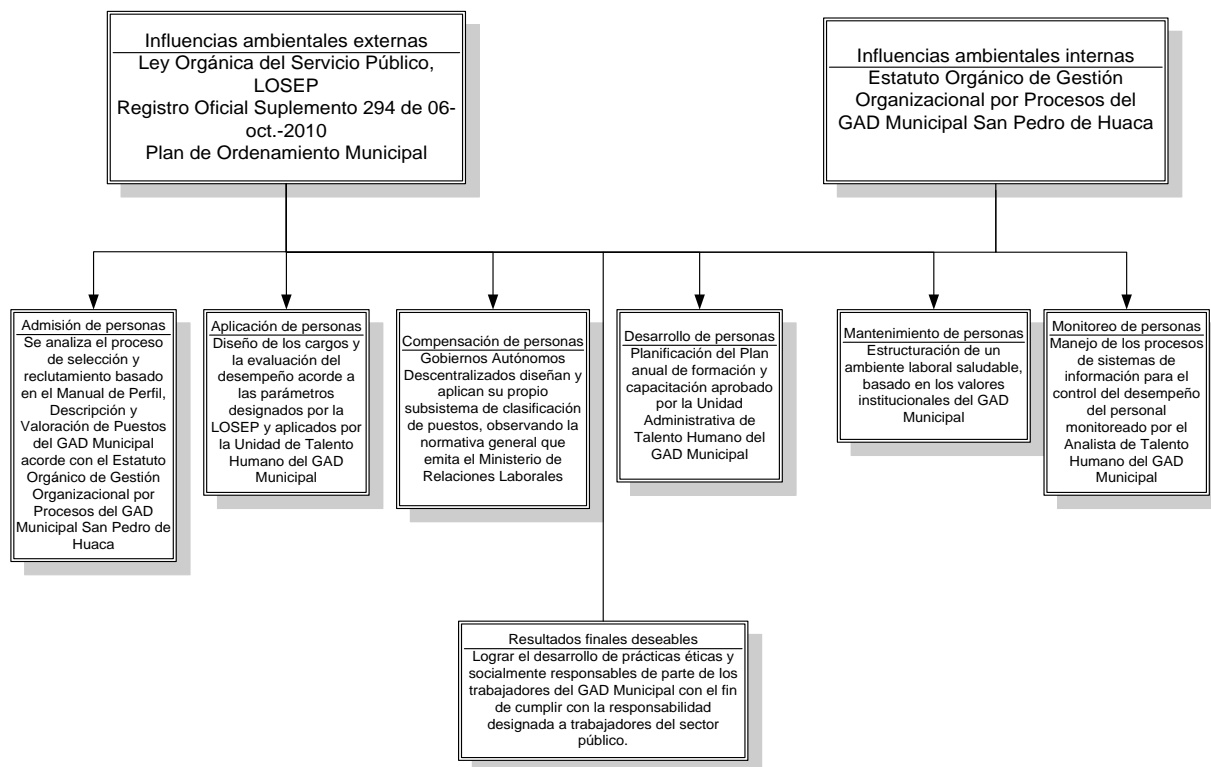 Influencias ambientales externas
Ley Orgánica del Servicio Público,
LOSEP
Registro Oficial Suplemento 294 de 06-
oct.-2010
Plan de Ordenamiento Municipal
Influencias ambientales internas
Estatuto Orgánico de Gestión
Organizacional por Procesos del
GAD Municipal San Pedro de Huaca
Admisión de personas
Se analiza el proceso
de selección y
reclutamiento basado
en el Manual de Perfil,
Descripción y
Valoración de Puestos
del GAD Municipal
acorde con el Estatuto
Orgánico de Gestión
Organizacional por
Procesos del GAD
Municipal San Pedro de
Huaca
Aplicación de personas
Diseño de los cargos y
la evaluación del
desempeño acorde a
las parámetros
designados por la
LOSEP y aplicados por
la Unidad de Talento
Humano del GAD
Municipal
Compensación de personas
Gobiernos Autónomos
Descentralizados diseñan y
aplican su propio
subsistema de clasificación
de puestos, observando la
normativa general que
emita el Ministerio de
Relaciones Laborales
Desarrollo de personas
Planificación del Plan
anual de formación y
capacitación aprobado
por la Unidad
Administrativa de
Talento Humano del
GAD Municipal
Mantenimiento de personas
Estructuración de un
ambiente laboral saludable,
basado en los valores
institucionales del GAD
Municipal
Monitoreo de personas
Manejo de los procesos
de sistemas de
información para el
control del desempeño
del personal
monitoreado por el
Analista de Talento
Humano del GAD
Municipal
Resultados finales deseables
Lograr el desarrollo de prácticas éticas y
socialmente responsables de parte de los
trabajadores del GAD Municipal con el fin
de cumplir con la responsabilidad
designada a trabajadores del sector
público.